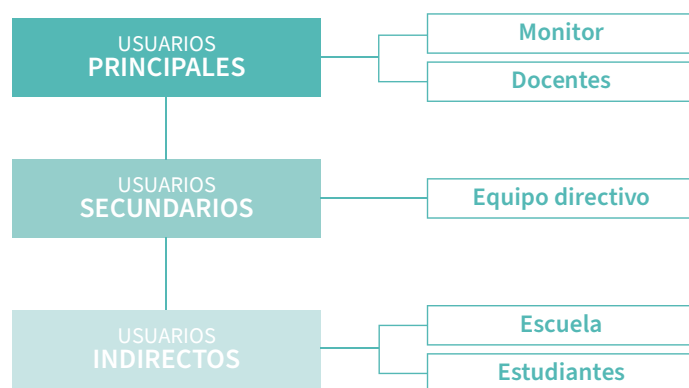 USUARIOS
PRINCIPALES
Monitor
Docentes
USUARIOS
SECUNDARIOS
Equipo directivo
USUARIOS
INDIRECTOS
Escuela
Estudiantes